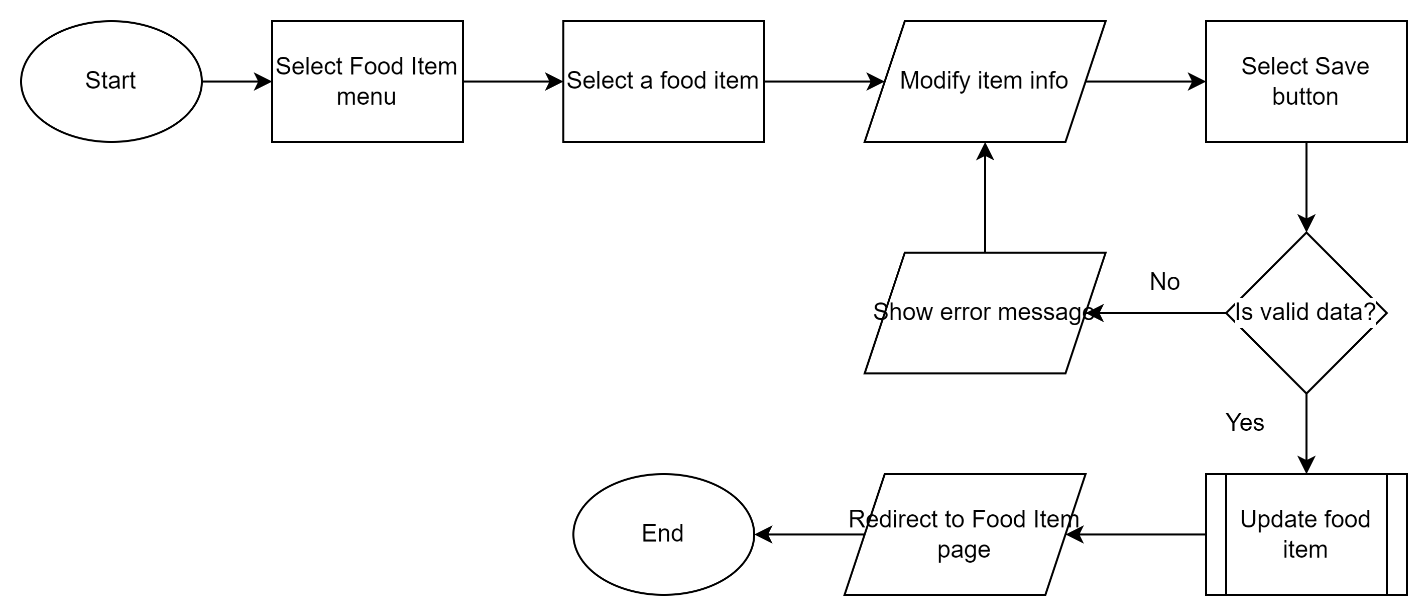 Start
Select Food Item
menu
Select a food item
Modify item info
Select Save
button
No
Show error message
Is valid data?
Yes
End
Redirect to Food Item
page
Update food
item